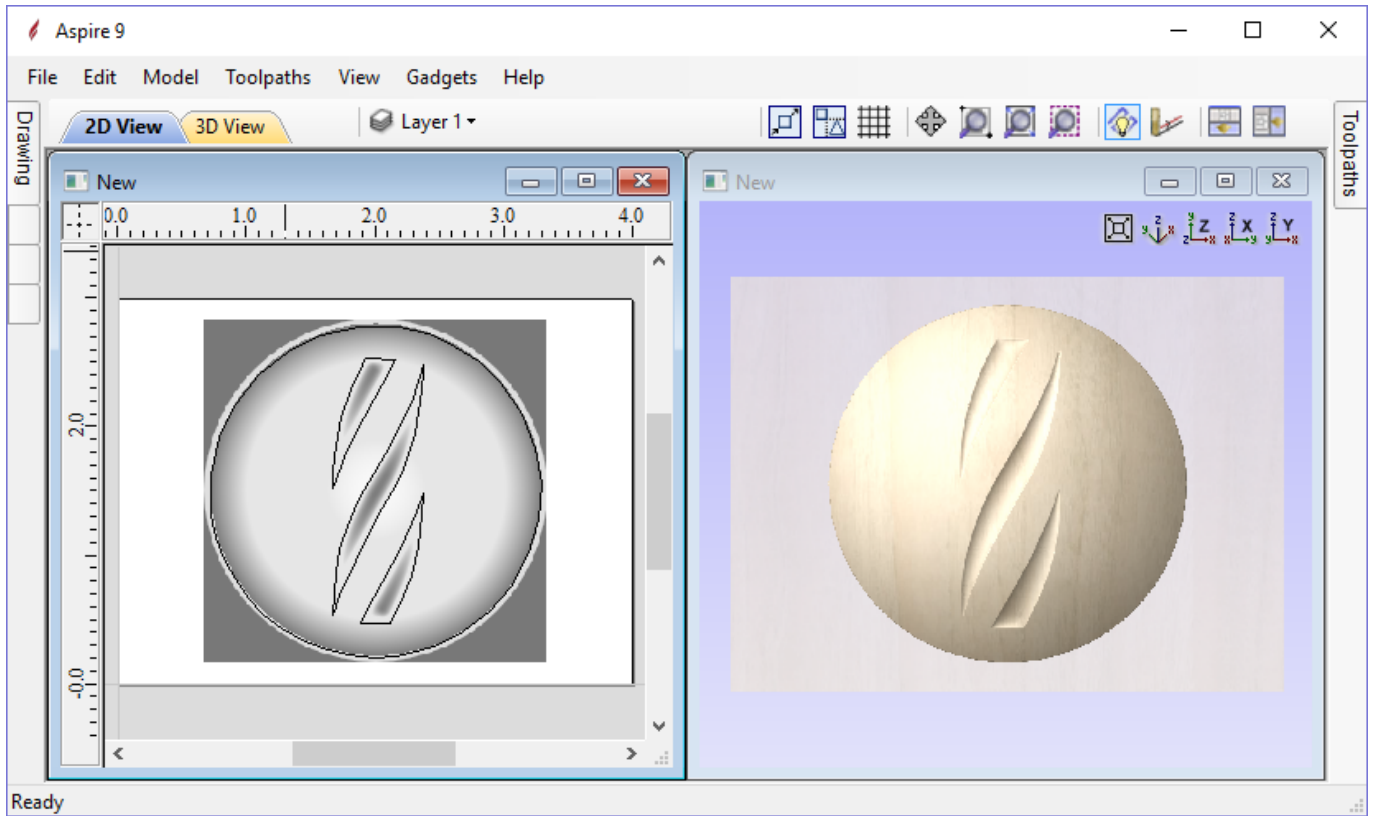 Aspire 9
File Edit Model Toolpaths View Gadgets Help
Drawing
2D View 3D View Layer 1
Toolpaths
New
New
0.0 1.0 2.0 3.0 4.0
y z x y Z z x z X x y z Y y x
2.0
-0.0
Ready